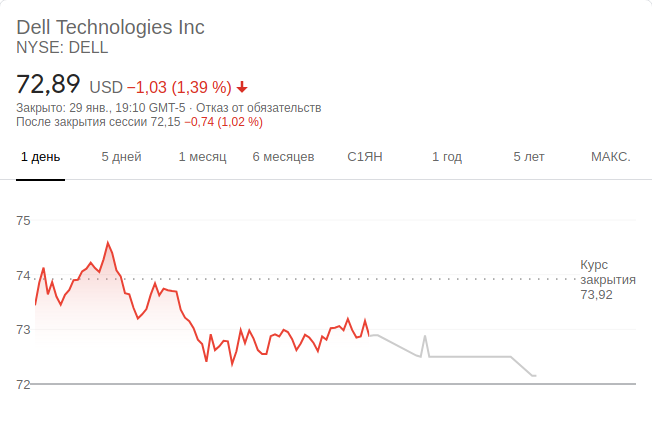 Dell Technologies Inc
NYSE: DELL
72,89 USD −1,03 (1,39 %)
Закрыто: 29 янв., 19:10 GMT-5 · Отказ от обязательств
После закрытия сессии 72,15 −0,74 (1,02 %)
1 день 5 дней 1 месяц 6 месяцев С1ЯН 1 год 5 лет МАКС.
75
74
73
72
Курс
закрытия
73,92